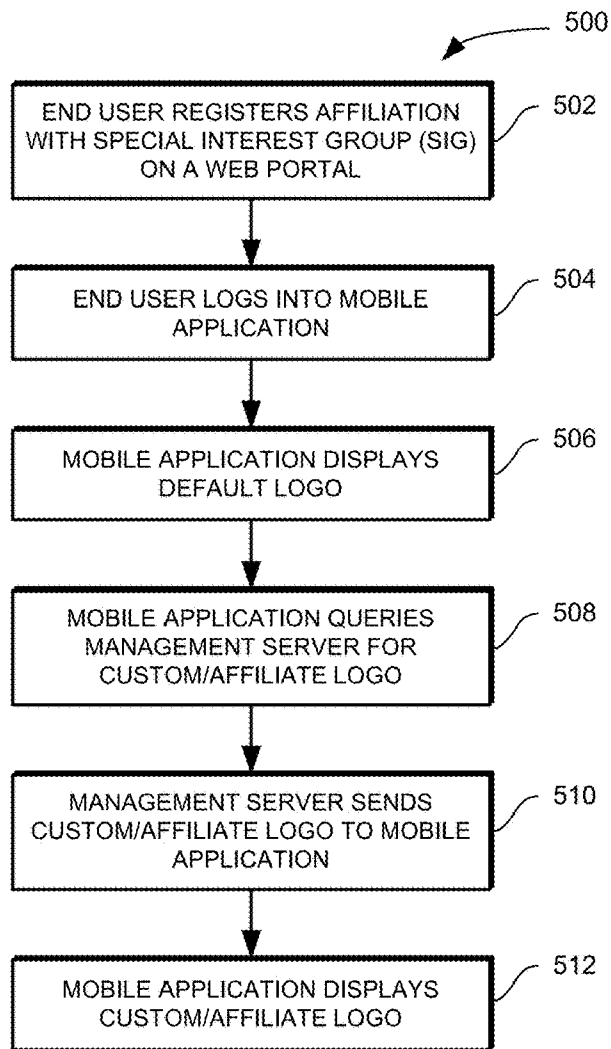 500
END USER REGISTERS AFFILIATION
WITH SPECIAL INTEREST GROUP (SIG)
ON A WEB PORTAL
502
END USER LOGS INTO MOBILE
APPLICATION
504
MOBILE APPLICATION DISPLAYS
DEFAULT LOGO
506
MOBILE APPLICATION QUERIES
MANAGEMENT SERVER FOR
CUSTOM/AFFILIATE LOGO
508
MANAGEMENT SERVER SENDS
CUSTOM/AFFILIATE LOGO TO MOBILE
APPLICATION
510
MOBILE APPLICATION DISPLAYS
CUSTOM/AFFILIATE LOGO
512